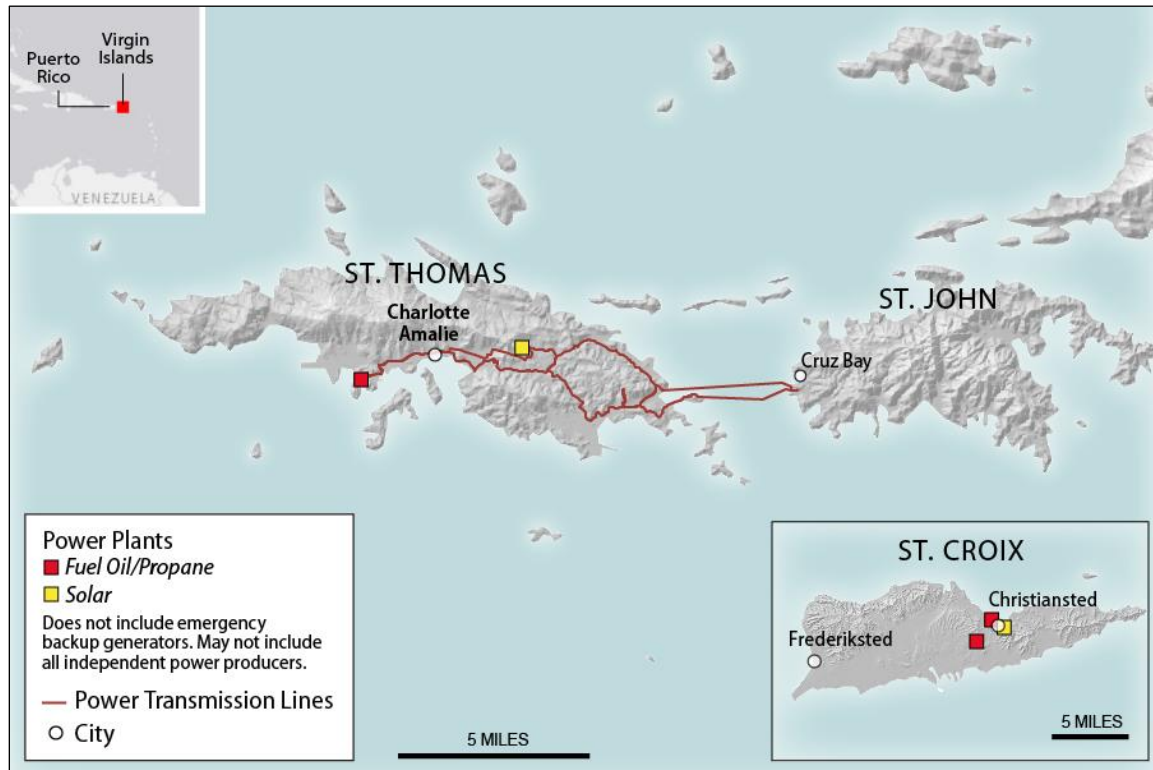 Virgin
Islands
Puerto
Rico
VENEZUELA
ST. THOMAS
Charlotte
Amalie
ST. JOHN
Cruz Bay
Power Plants
Fuel Oil/Propane
Solar
Does not include emergency
backup generators. May not include
all independent power producers.
Power Transmission Lines
City
5 MILES
ST. CROIX
Christiansted
Frederiksted
5 MILES